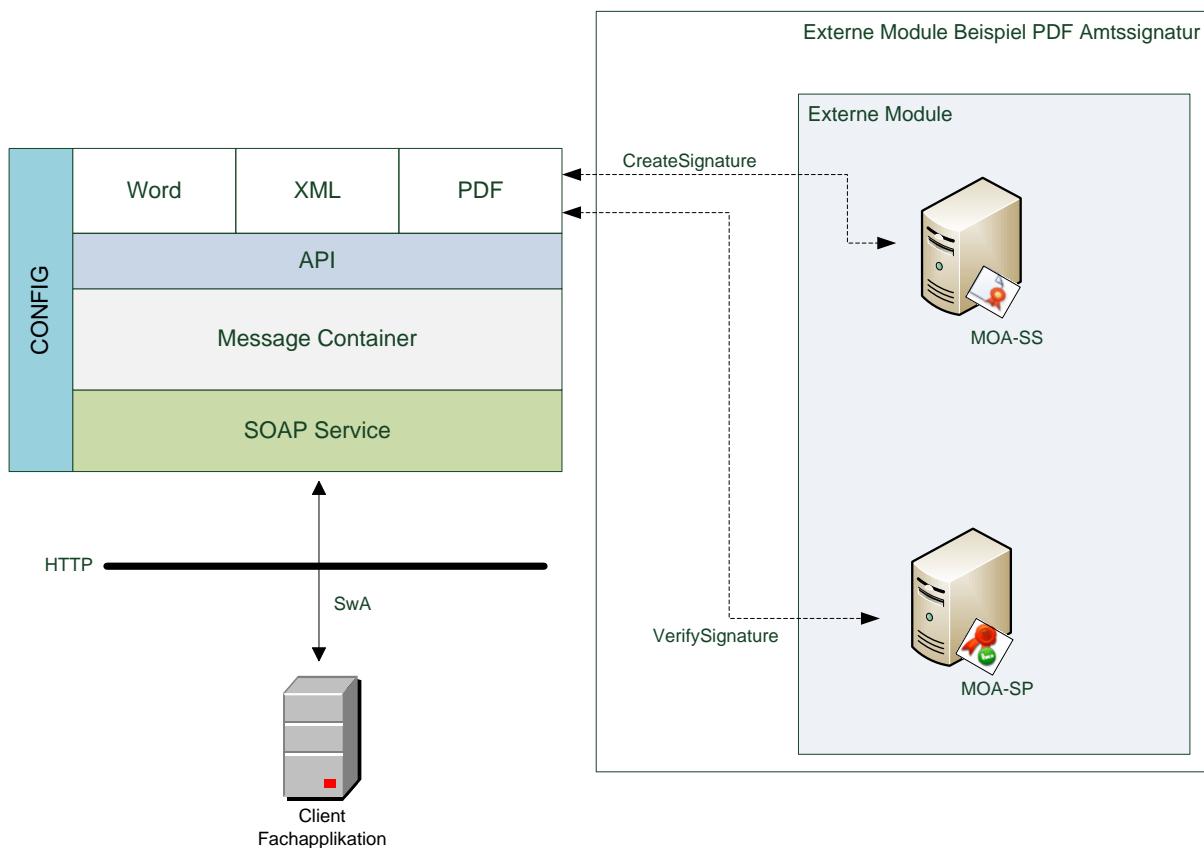 Externe Module Beispiel PDF Amtssignatur
Externe Module
CreateSignature
Word
XML
PDF
API
CONFIG
Message Container
MOA-SS
SOAP Service
HTTP
SwA
VerifySignature
MOA-SP
Client
Fachapplikation